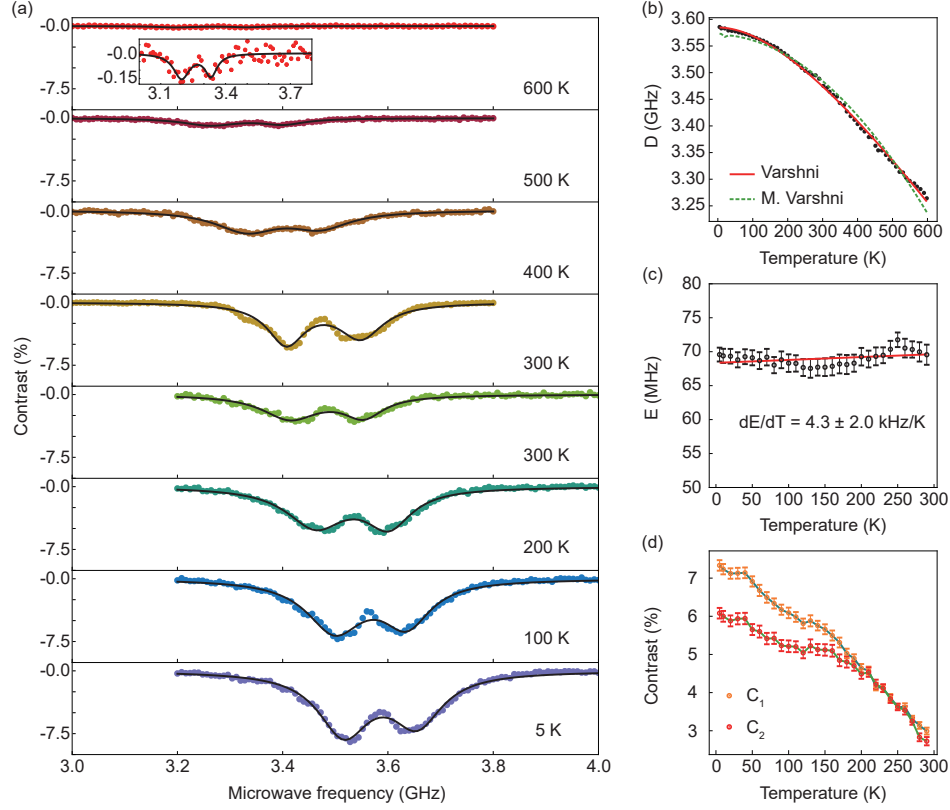 (a)
-0.0
-7.5
600 K
-0.0
-0.15
3.1
3.4
3.7
-0.0
-7.5
500 K
-0.0
-7.5
400 K
-0.0
-7.5
300 K
-0.0
-7.5
300 K
-0.0
-7.5
200 K
-0.0
-7.5
100 K
-0.0
-7.5
5 K
Contrast (%)
3.0
3.2
3.4
3.6
3.8
4.0
Microwave frequency (GHz)
(b)
D (GHz)
3.60
3.55
3.50
3.45
3.40
3.35
3.30
3.25
Varshni
M. Varshni
0
100
200
300
400
500
600
Temperature (K)
(c)
E (MHz)
80
75
70
65
60
55
50
dE/dT = 4.3 ± 2.0 kHz/K
0
50
100
150
200
250
300
Temperature (K)
(d)
Contrast (%)
7
6
5
4
3
C1
C2
0
50
100
150
200
250
300
Temperature (K)